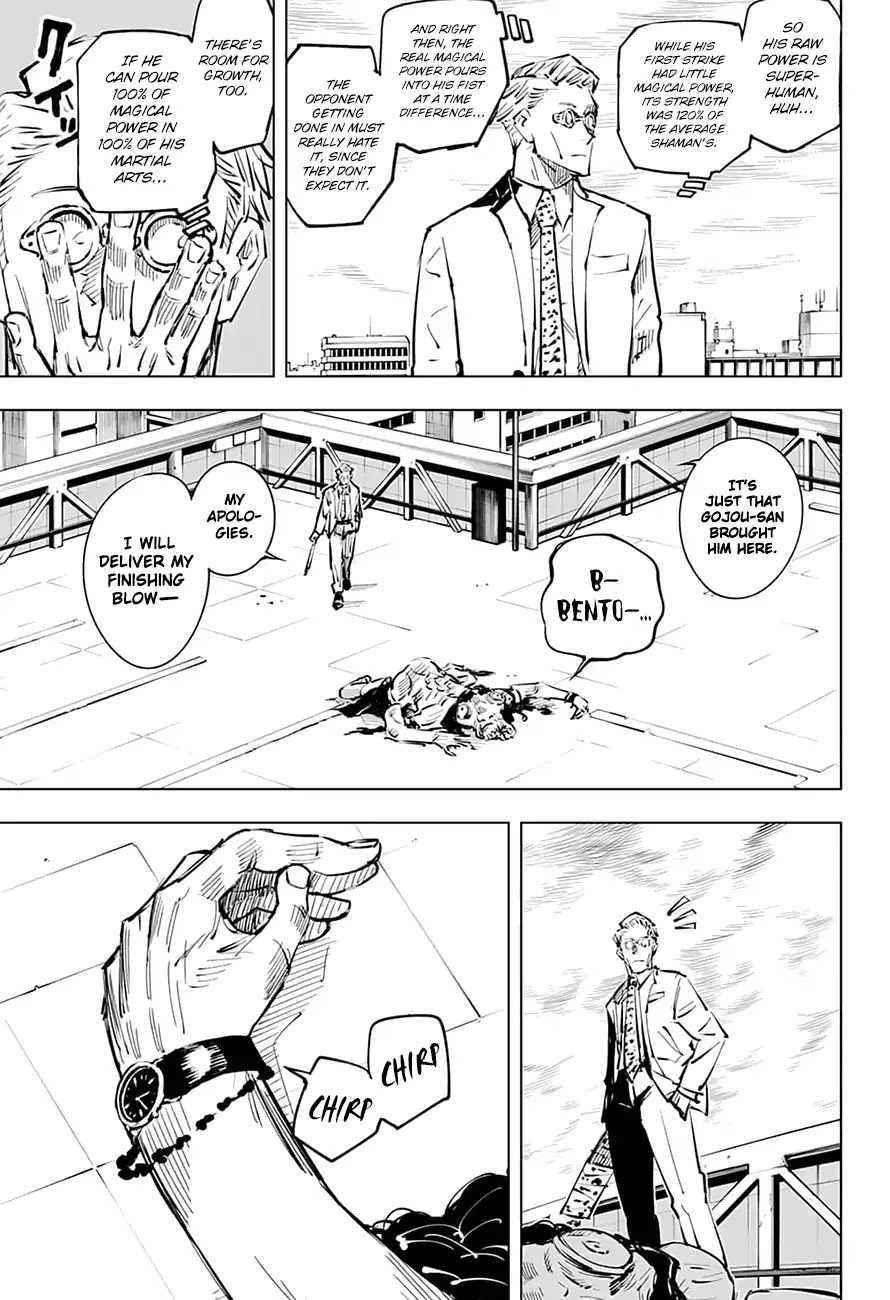 SO
HIS RAW
POWER IS
SUPER-
HUMAN,
HUH...
WHILE HIS
FIRST STRIKE
HAD LITTLE
MAGICAL POWER,
ITS STRENGTH
WAS 120% OF
THE AVERAGE
SHAMAN'S.
AND RIGHT
THEN, THE
REAL MAGICAL
POWER POURS
INTO HIS FIST
AT A TIME
DIFFERENCE...
THE
OPPONENT
GETTING
DONE IN MUST
REALLY HATE
IT, SINCE
THEY DON'T
EXPECT IT.
THERE'S
ROOM FOR
GROWTH,
TOO.
IF HE
CAN POUR
100% OF
MAGICAL
POWER IN
100% OF HIS
MARTIAL
ARTS...
クイッ
IT'S
JUST THAT
GOJOU-SAN
BROUGHT
HIM HERE.
B-
BENTO-...
MY
APOLO-
GIES.
I WILL
DELIVER MY
FINISHING
BLOW—
CHIRP
CHIRP